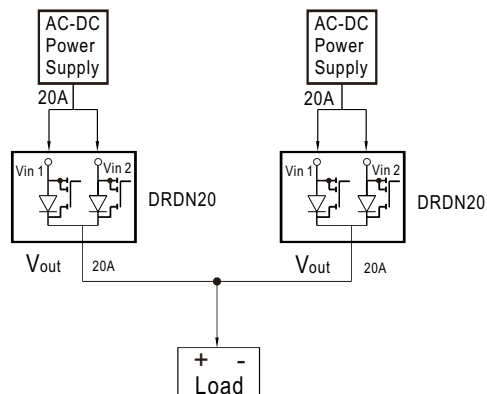 AC-DC
Power
Supply
20A
Vin 1 Vin 2
DRDN20
Vout 20A
AC-DC
Power
Supply
20A
Vin 1 Vin 2
DRDN20
Vout 20A
+ -
Load